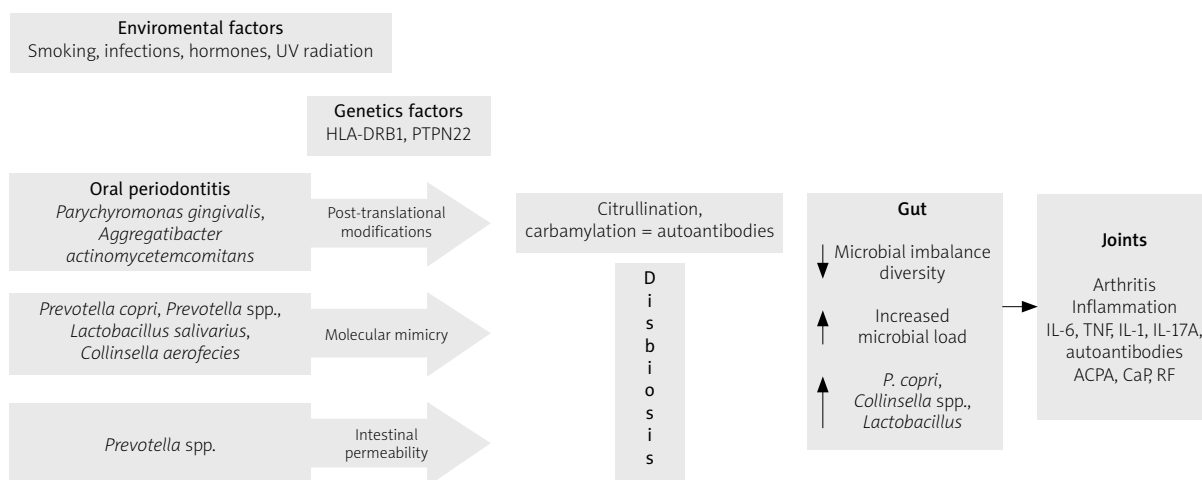 Enviromental factors
Smoking, infections, hormones, UV radiation
Genetics factors
HLA-DRB1, PTPN22
Oral periodontitis
Parychyromonas gingivalis,
Aggregatibacter
actinomycetemcomitans
Post-translational
modifications
Citrullination,
carbamylation = autoantibodies
Prevotella copri, Prevotella spp.,
Lactobacillus salivarius,
Collinsella aerofecies
Molecular mimicry
Prevotella spp.
Intestinal
permeability
D
i
s
b
i
o
s
i
s
Gut
Microbial imbalance
diversity
Increased
microbial load
P. copri,
Collinsella spp.,
Lactobacillus
Joints
Arthritis
Inflammation
IL-6, TNF, IL-1, IL-17A,
autoantibodies
ACPA, CaP, RF